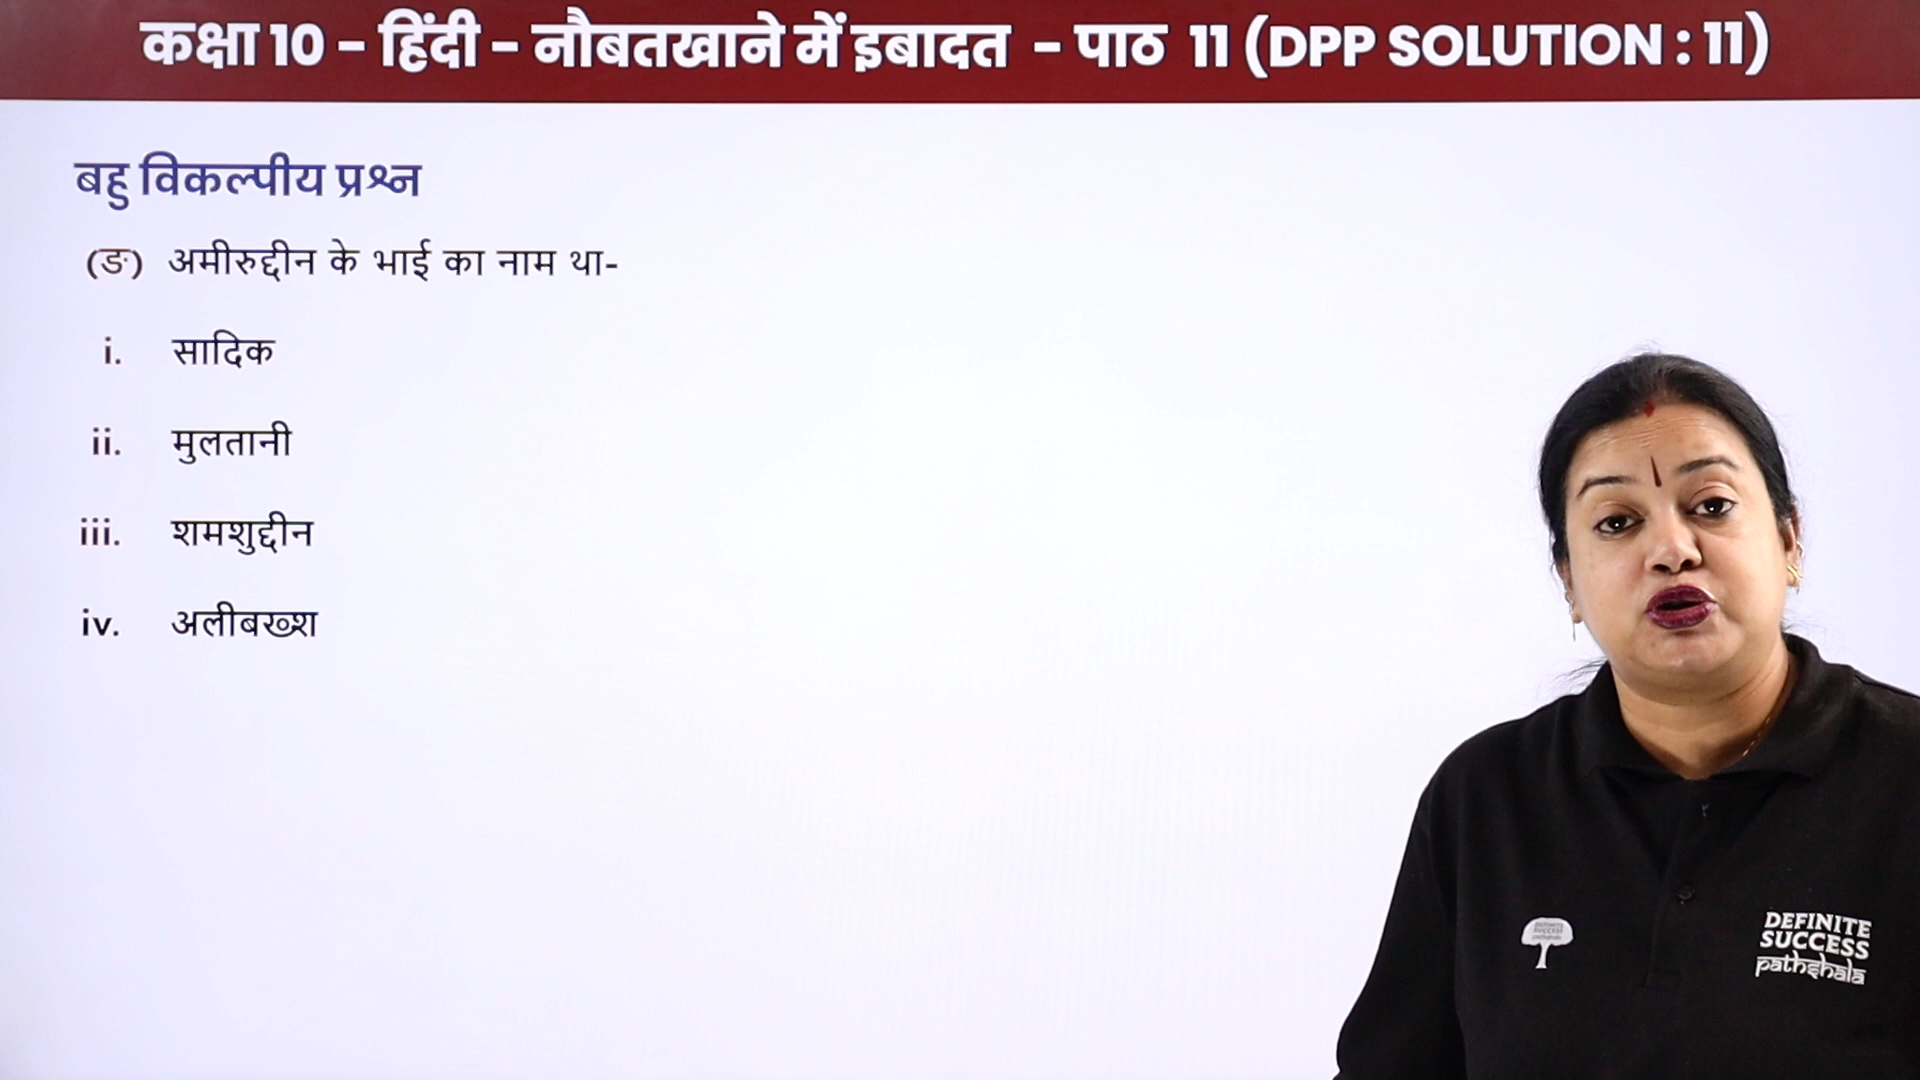 कक्षा 10 - हिंदी - नौबतखाने में इबादत - पाठ 11 (DPP SOLUTION : 11)
बहु विकल्पीय प्रश्न
(ङ) अमीरुद्दीन के भाई का नाम था-
i. सादिक
ii. मुलतानी
iii. शमशुद्दीन
iv. अलीबख्श
DEFINITE
SUCCESS
pathshala